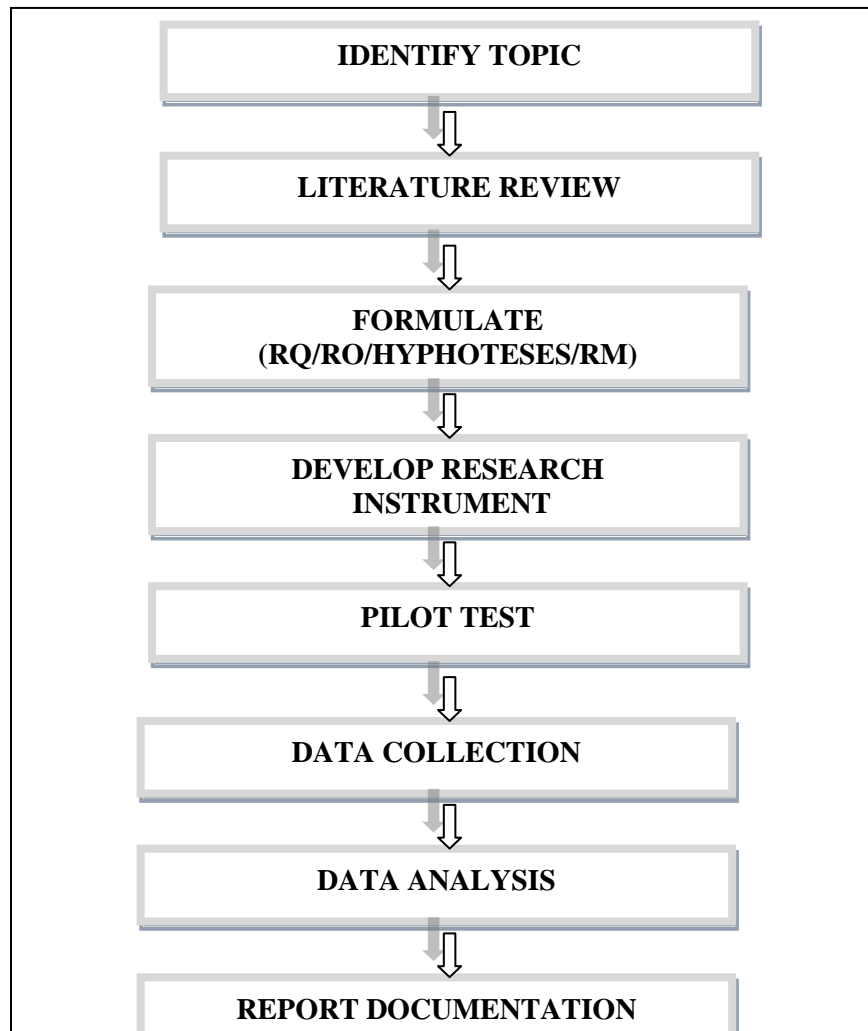 IDENTIFY TOPIC
LITERATURE REVIEW
FORMULATE
(RQ/RO/HYPHOTESES/RM)
DEVELOP RESEARCH
INSTRUMENT
PILOT TEST
DATA COLLECTION
DATA ANALYSIS
REPORT DOCUMENTATION